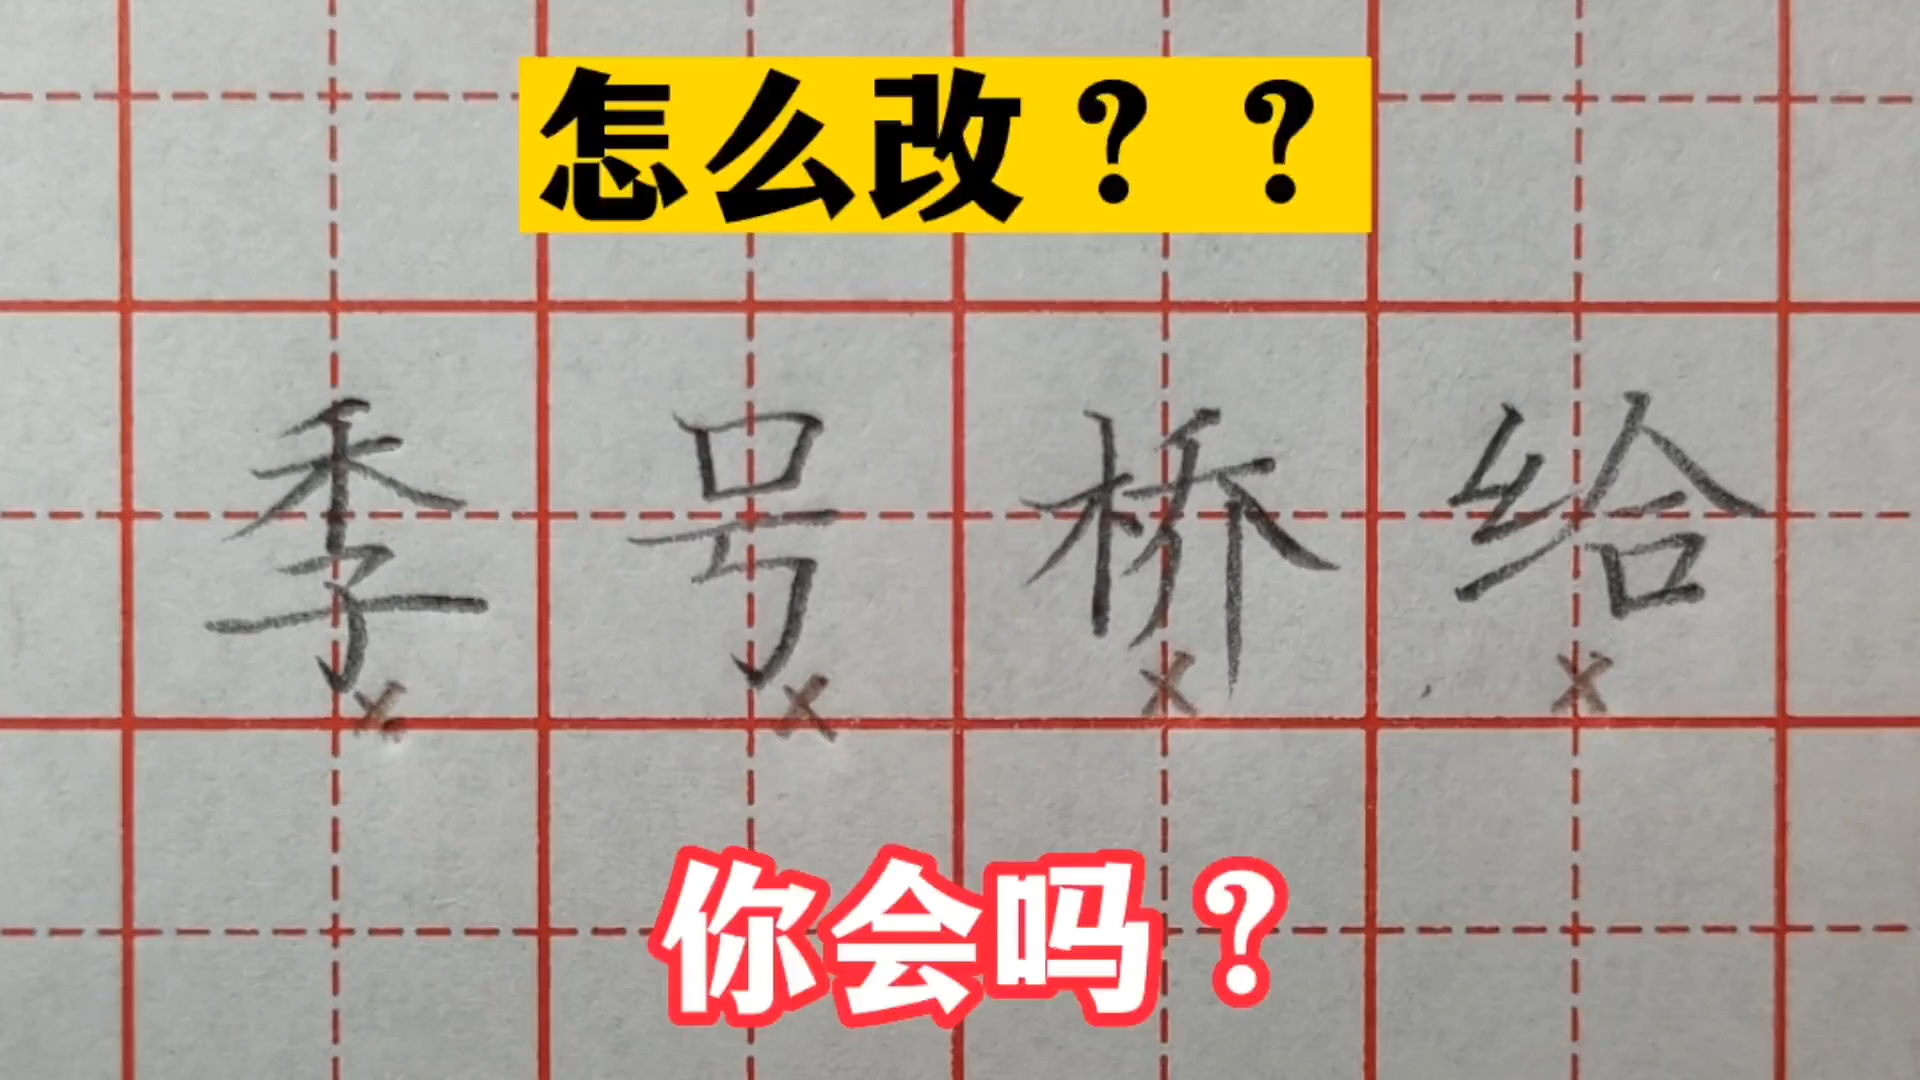 怎么改？？
季号桥给
× × × ×
你会吗？